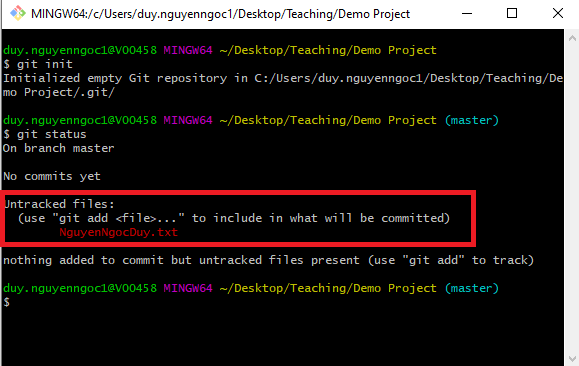 MINGW64:/c/Users/duy.nguyenngoc1/Desktop/Teaching/Demo Project
duy.nguyenngoc1@VO0458 MINGW64 ~/Desktop/Teaching/Demo Project
$ git init
Initialized empty Git repository in C:/Users/duy.nguyenngoc1/Desktop/Teaching/De
mo Project/.git/
duy.nguyenngoc1@VO0458 MINGW64 ~/Desktop/Teaching/Demo Project (master)
$ git status
On branch master
No commits yet
Untracked files:
(use "git add <file>..." to include in what will be committed)
NguyenNgocDuy.txt
nothing added to commit but untracked files present (use "git add" to track)
duy.nguyenngoc1@VO0458 MINGW64 ~/Desktop/Teaching/Demo Project (master)
$